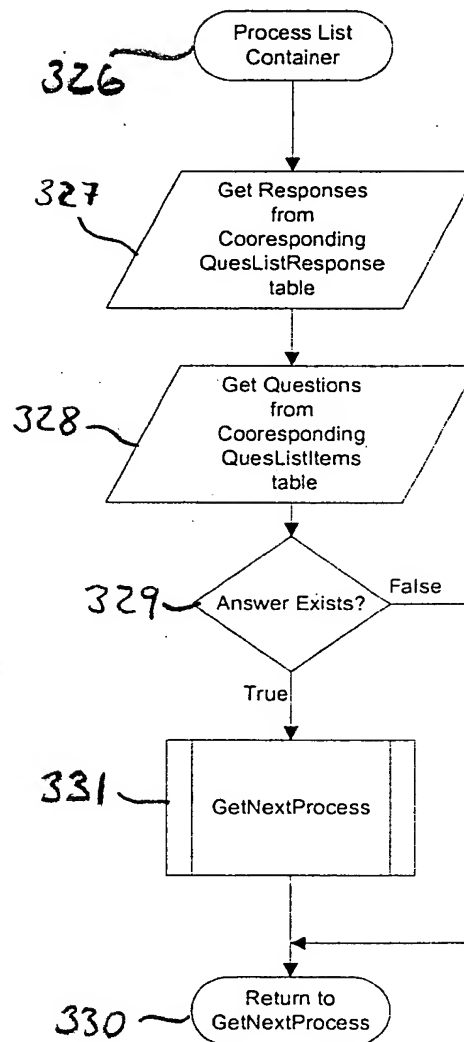 Process List
Container
326
327
Get Responses
from
Cooresponding
QuesListResponse
table
328
Get Questions
from
Cooresponding
QuesListItems
table
329
Answer Exists?
False
True
331
GetNextProcess
330
Return to
GetNextProcess